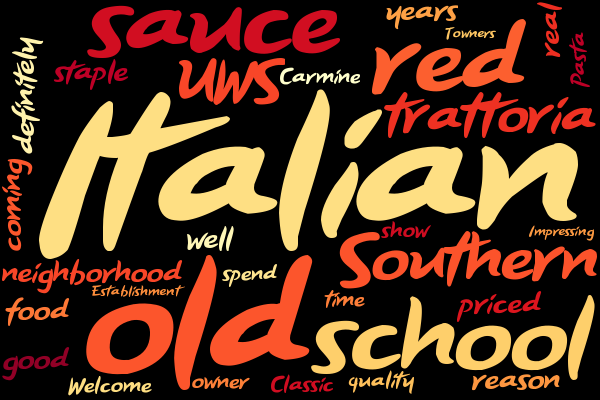 sauce
years
Towners
real
Pasta
definitely
staple
UWS
Carmine
red
trattoria
Italian
coming
well
show
Impressing
Southern
neighborhood
spend
Establishment
time
priced
food
old
school
good
Welcome
owner
Classic
quality
reason